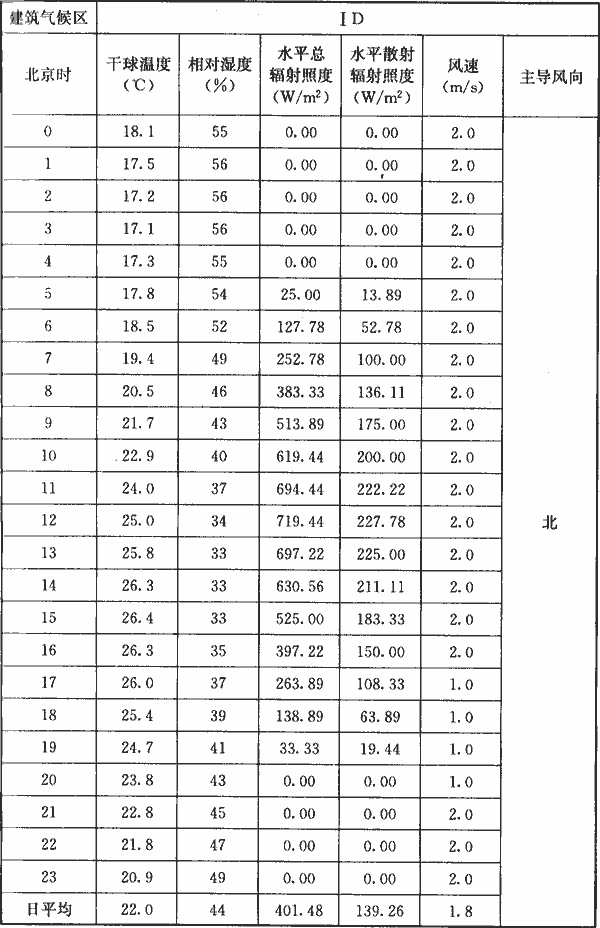 建筑气候区 ⅠD
北京时 干球温度(℃) 相对湿度(%) 水平总辐射照度(W/m²) 水平散射辐射照度(W/m²) 风速(m/s) 主导风向
0 18.1 55 0.00 0.00 2.0
1 17.5 56 0.00 0.00 2.0
2 17.2 56 0.00 0.00 2.0
3 17.1 56 0.00 0.00 2.0
4 17.3 55 0.00 0.00 2.0
5 17.8 54 25.00 13.89 2.0
6 18.5 52 127.78 52.78 2.0
7 19.4 49 252.78 100.00 2.0
8 20.5 46 383.33 136.11 2.0
9 21.7 43 513.89 175.00 2.0
10 22.9 40 619.44 200.00 2.0
11 24.0 37 694.44 222.22 2.0
12 25.0 34 719.44 227.78 2.0 北
13 25.8 33 697.22 225.00 2.0
14 26.3 33 630.56 211.11 2.0
15 26.4 33 525.00 183.33 2.0
16 26.3 35 397.22 150.00 2.0
17 26.0 37 263.89 108.33 1.0
18 25.4 39 138.89 63.89 1.0
19 24.7 41 33.33 19.44 1.0
20 23.8 43 0.00 0.00 1.0
21 22.8 45 0.00 0.00 2.0
22 21.8 47 0.00 0.00 2.0
23 20.9 49 0.00 0.00 2.0
日平均 22.0 44 401.48 139.26 1.8